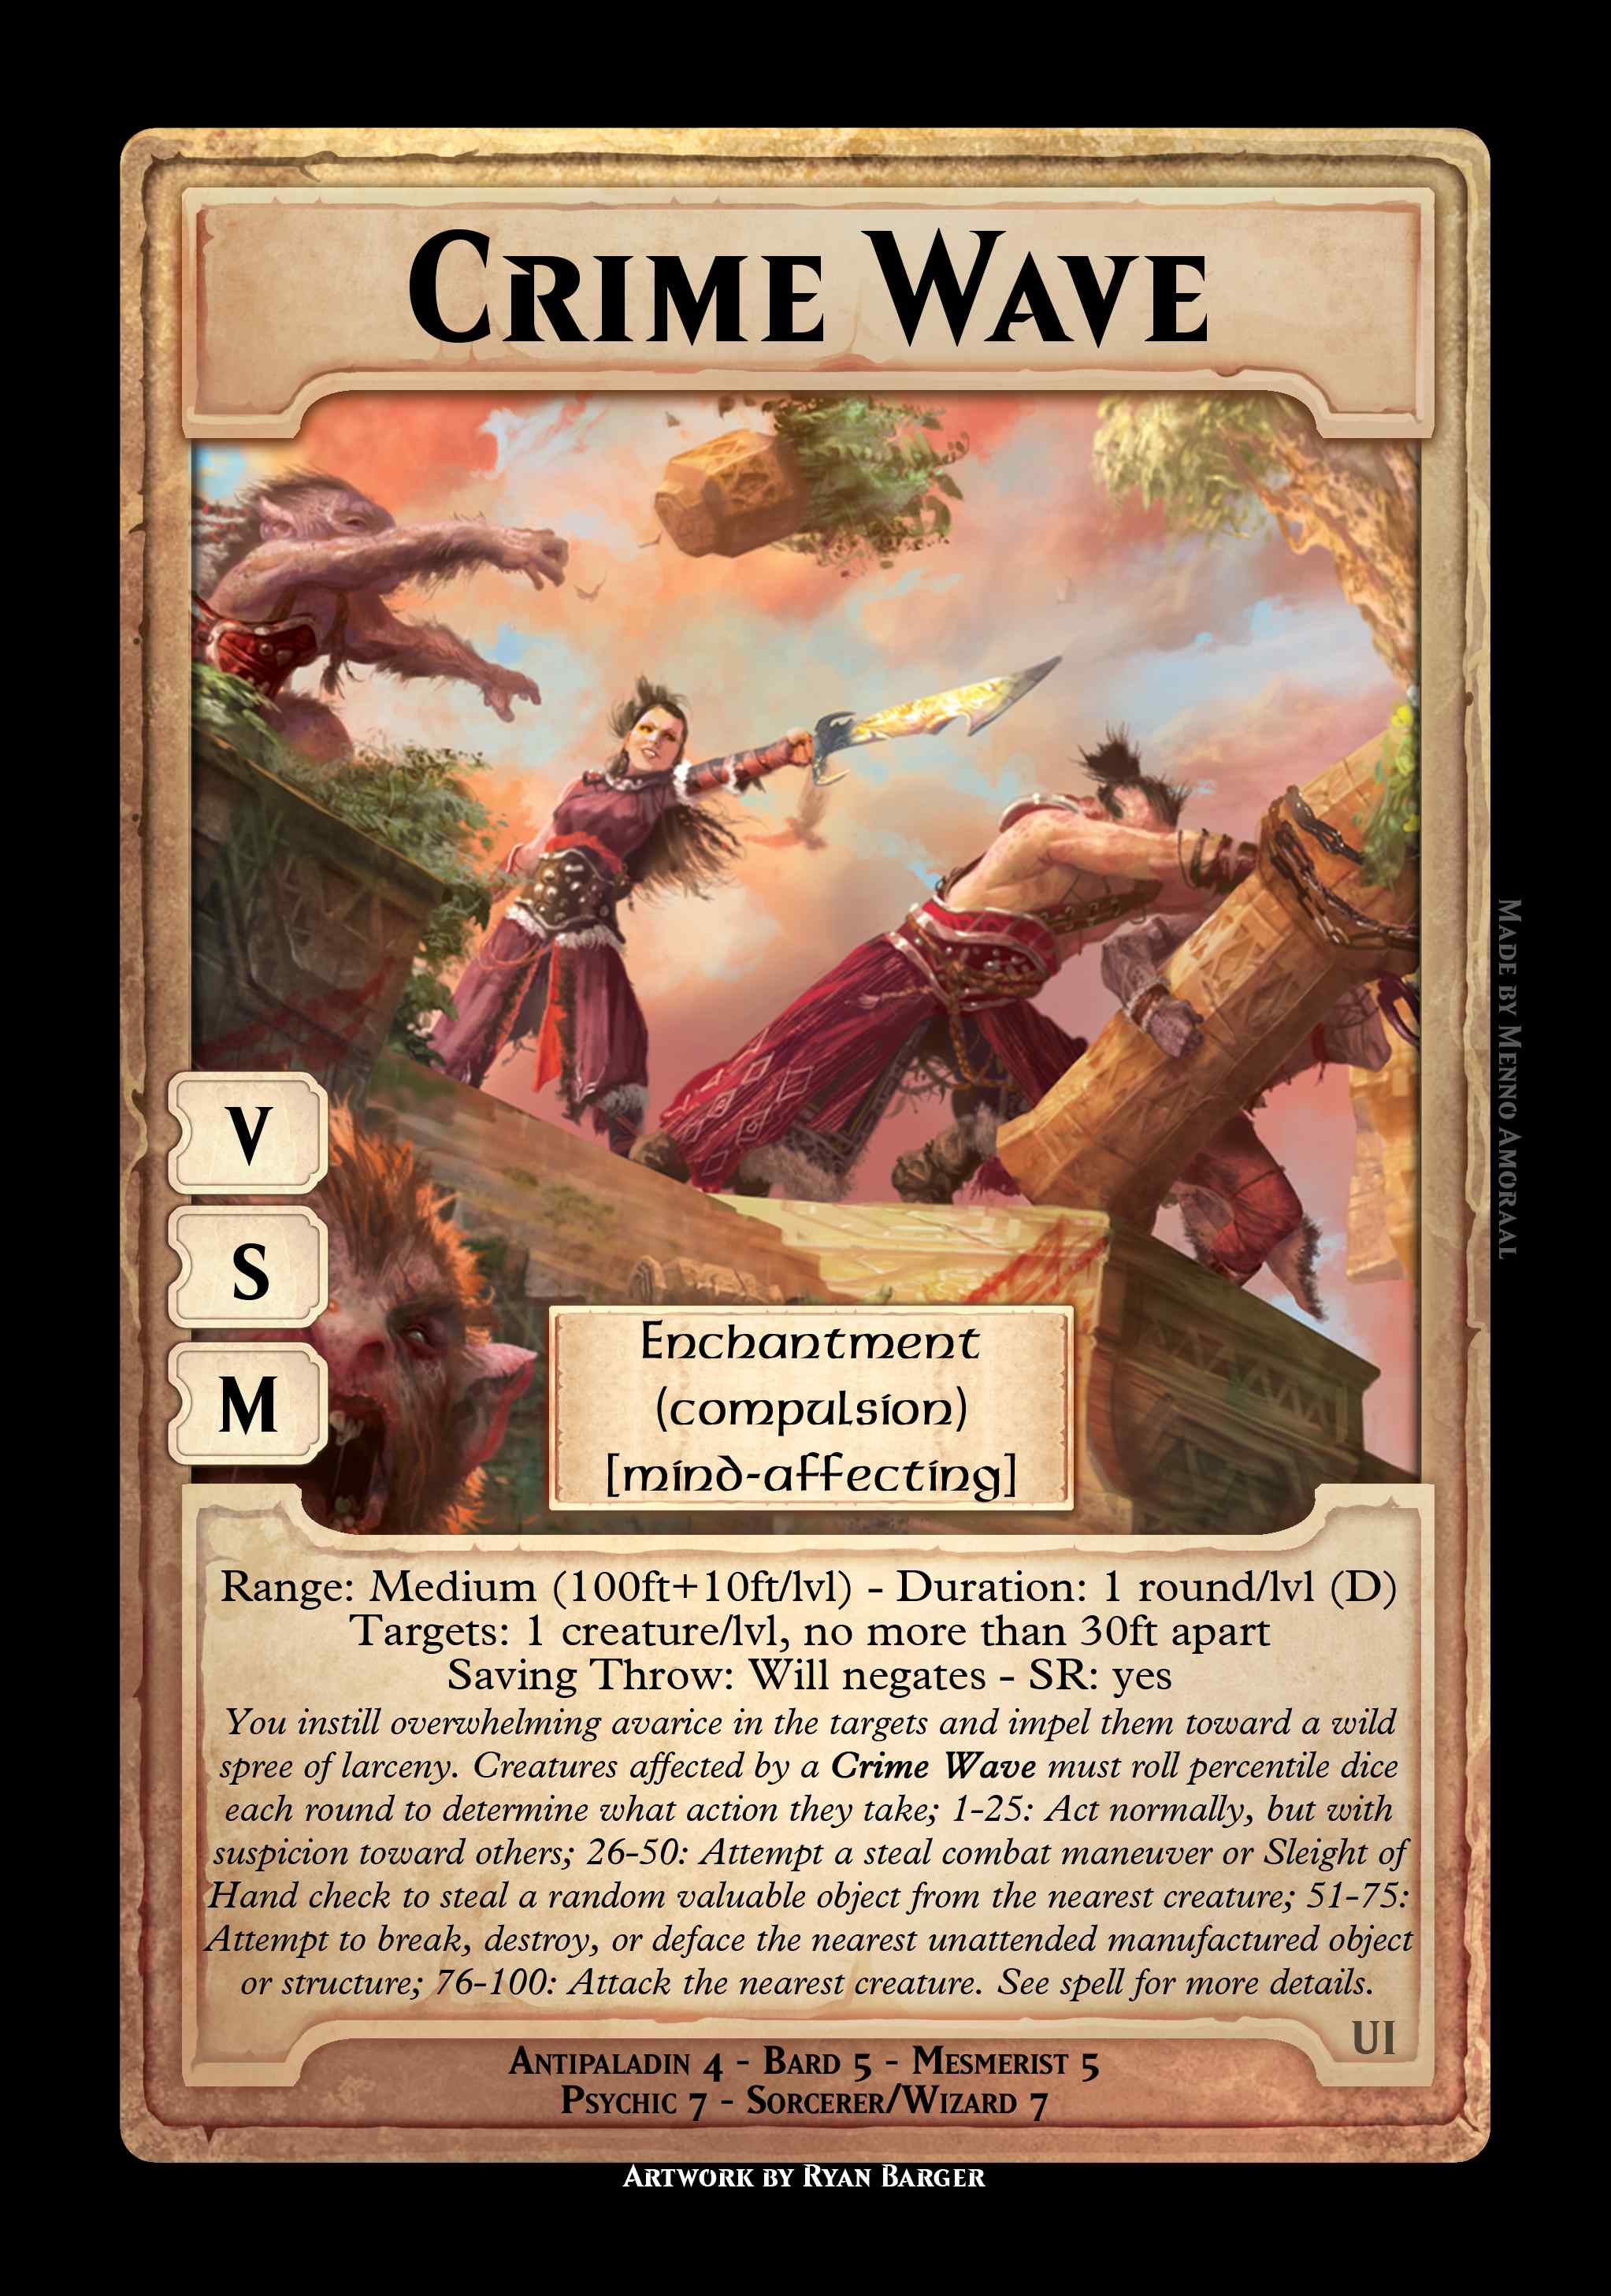 Crime Wave
V
S
M
Enchantment
(compulsion)
[mind-affecting]
Range: Medium (100ft+10ft/lvl) - Duration: 1 round/lvl (D)
Targets: 1 creature/lvl, no more than 30ft apart
Saving Throw: Will negates - SR: yes
You instill overwhelming avarice in the targets and impel them toward a wild
spree of larceny. Creatures affected by a Crime Wave must roll percentile dice
each round to determine what action they take; 1-25: Act normally, but with
suspicion toward others; 26-50: Attempt a steal combat maneuver or Sleight of
Hand check to steal a random valuable object from the nearest creature; 51-75:
Attempt to break, destroy, or deface the nearest unattended manufactured object
or structure; 76-100: Attack the nearest creature. See spell for more details.
UI
Antipaladin 4 - Bard 5 - Mesmerist 5
Psychic 7 - Sorcerer/Wizard 7
Artwork by Ryan Barger
Made by Menno Amoraal